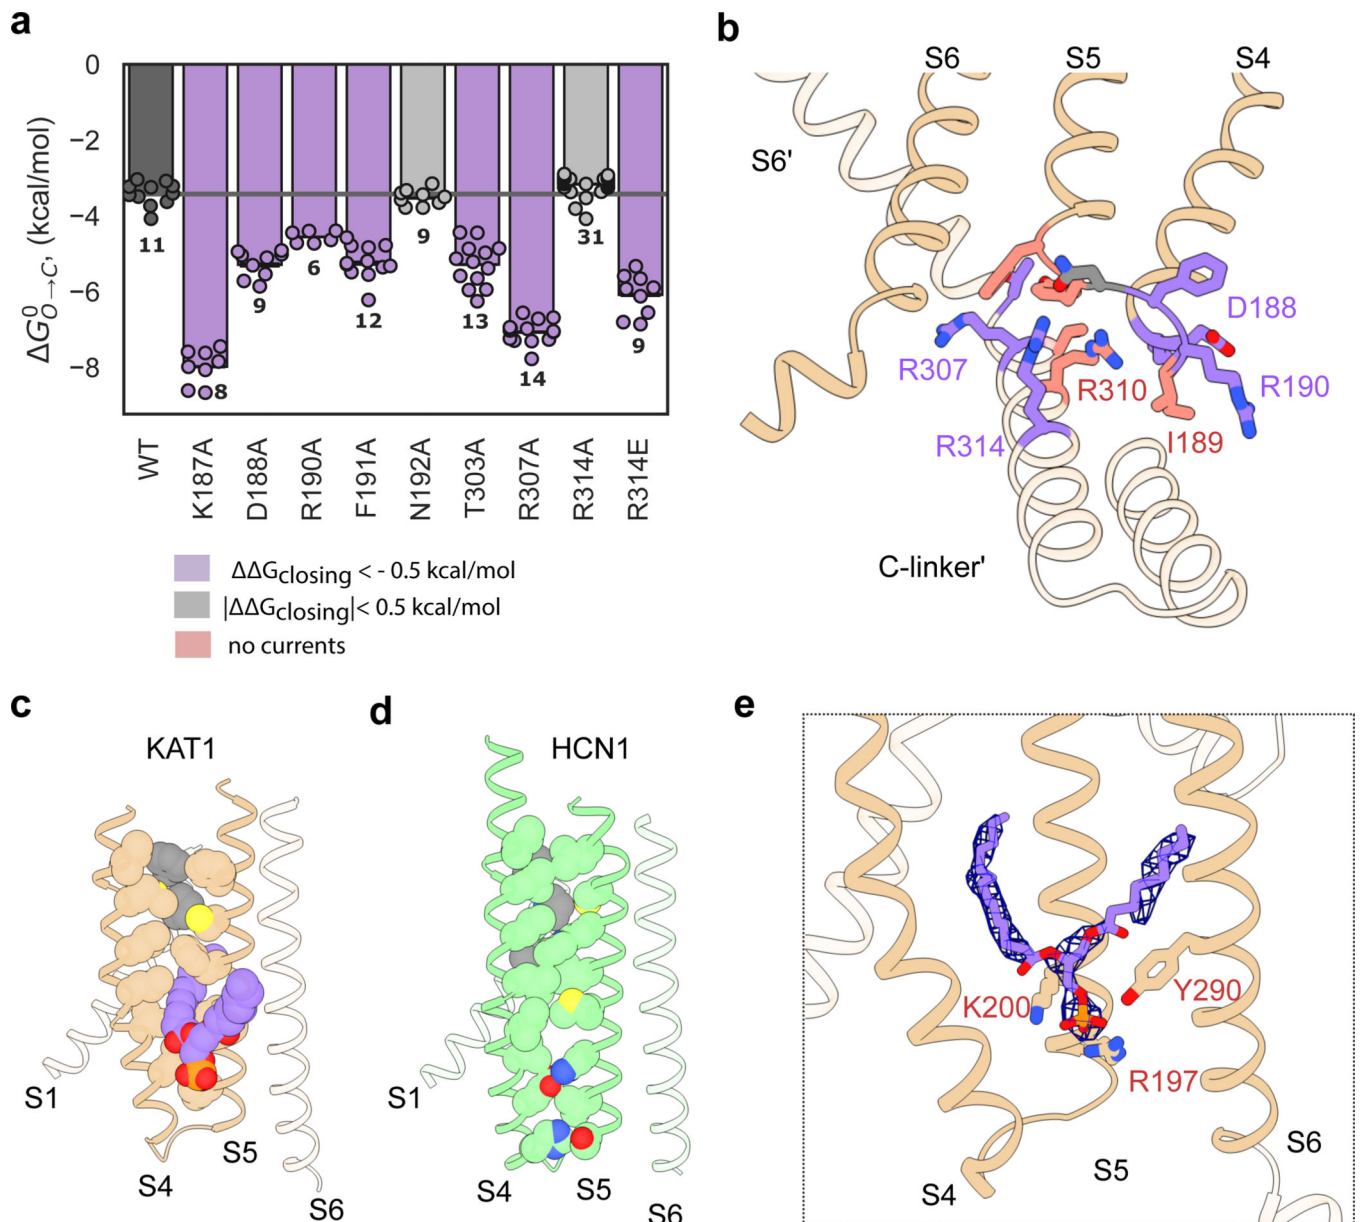 a
ΔG⁰O→C, (kcal/mol)
0
−2
−4
−6
−8
11
8
9
6
12
9
13
14
31
9
WT
K187A
D188A
R190A
F191A
N192A
T303A
R307A
R314A
R314E
ΔΔGclosing < - 0.5 kcal/mol
|ΔΔGclosing|< 0.5 kcal/mol
no currents
b
S6
S5
S4
S6'
D188
R307
R310
R190
R314
I189
C-linker'
c
KAT1
S1
S4
S5
S6
d
HCN1
S1
S4
S5
S6
e
K200
Y290
R197
S4
S5
S6